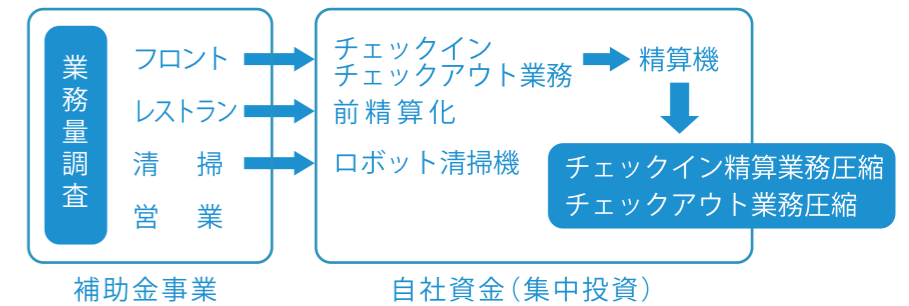 業務量調査
フロント
レストラン
清掃
営業
チェックイン
チェックアウト業務
前精算化
ロボット清掃機
精算機
チェックイン精算業務圧縮
チェックアウト業務圧縮
補助金事業
自社資金(集中投資)